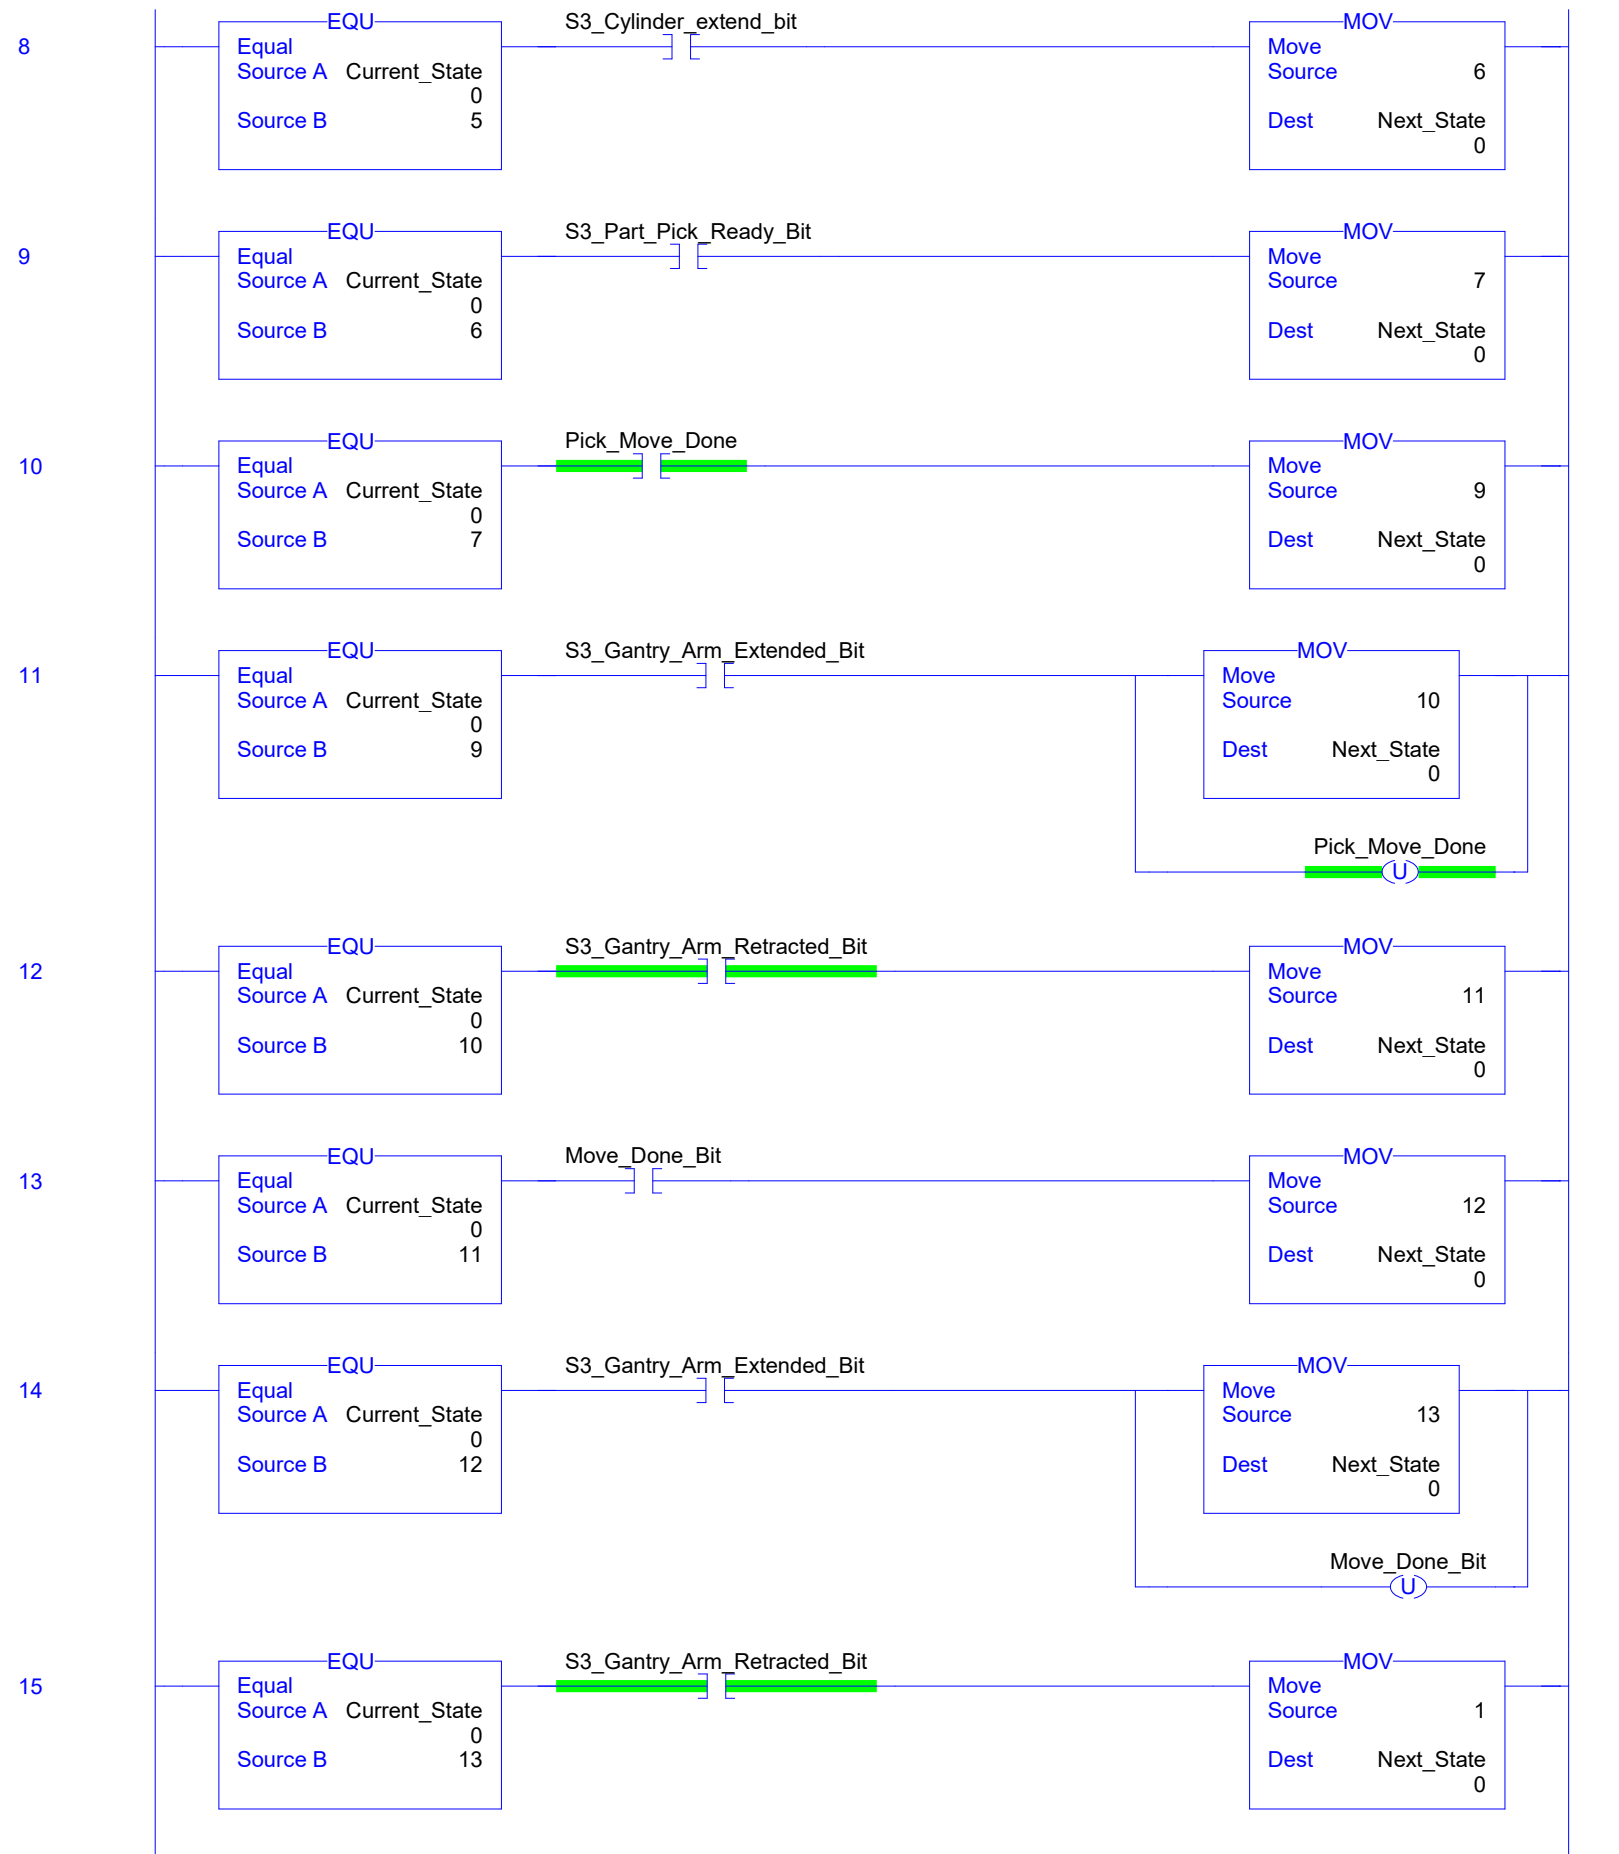 EQU
S3_Cylinder_extend_bit
MOV
8
Equal
Move
Source A Current_State
Source 6
0
Source B 5
Dest Next_State
0
EQU
S3_Part_Pick_Ready_Bit
MOV
9
Equal
Move
Source A Current_State
Source 7
0
Source B 6
Dest Next_State
0
EQU
Pick_Move_Done
MOV
10
Equal
Move
Source A Current_State
Source 9
0
Source B 7
Dest Next_State
0
EQU
S3_Gantry_Arm_Extended_Bit
MOV
11
Equal
Move
Source A Current_State
Source 10
0
Source B 9
Dest Next_State
0
Pick_Move_Done
U
EQU
S3_Gantry_Arm_Retracted_Bit
MOV
12
Equal
Move
Source A Current_State
Source 11
0
Source B 10
Dest Next_State
0
EQU
Move_Done_Bit
MOV
13
Equal
Move
Source A Current_State
Source 12
0
Source B 11
Dest Next_State
0
EQU
S3_Gantry_Arm_Extended_Bit
MOV
14
Equal
Move
Source A Current_State
Source 13
0
Source B 12
Dest Next_State
0
Move_Done_Bit
U
EQU
S3_Gantry_Arm_Retracted_Bit
MOV
15
Equal
Move
Source A Current_State
Source 1
0
Source B 13
Dest Next_State
0